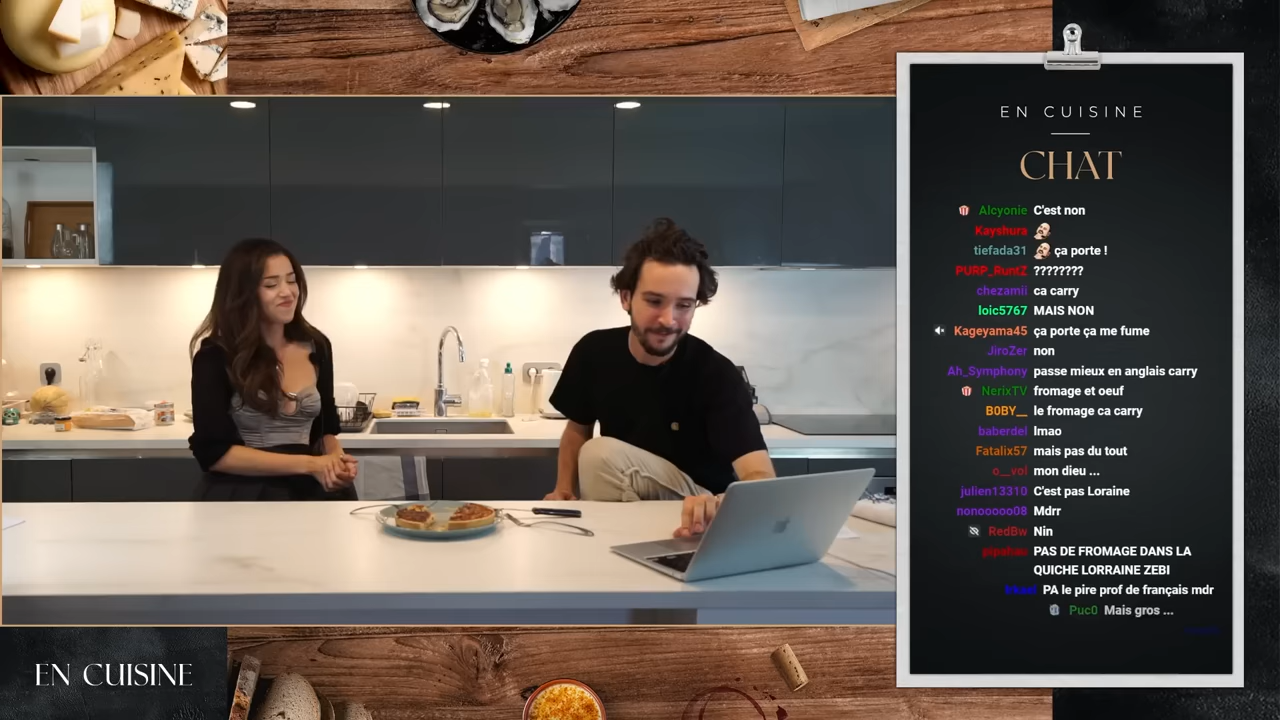 EN CUISINE
CHAT
Alcyonie C'est non
Kayshura
tiefada31 ça porte !
PURP_RuntZ ????????
chezamii ca carry
loic5767 MAIS NON
Kageyama45 ça porte ça me fume
JiroZer non
Ah_Symphony passe mieux en anglais carry
NerixTV fromage et oeuf
B0BY__ le fromage ca carry
baberdel lmao
Fatalix57 mais pas du tout
o__vol mon dieu ...
julien13310 C'est pas Loraine
nonooooo08 Mdrr
RedBw Nin
PAS DE FROMAGE DANS LA
QUICHE LORRAINE ZEBI
PA le pire prof de français mdr
Puc0 Mais gros ...
EN CUISINE